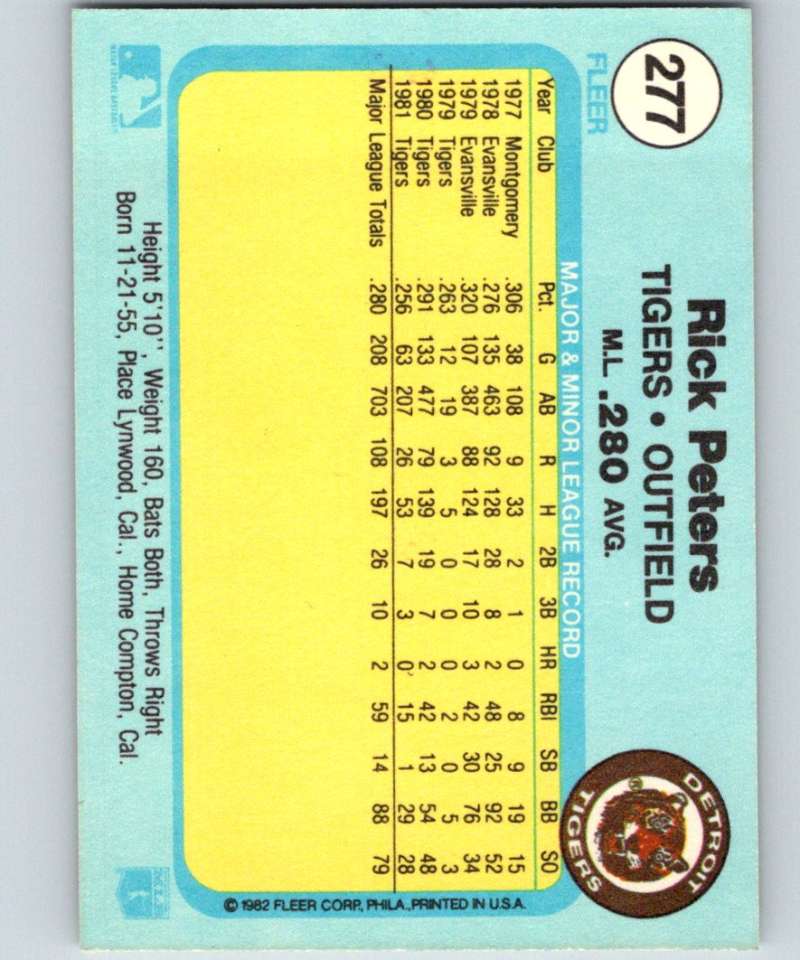 277
FLEER
Rick Peters
TIGERS • OUTFIELD
M.L .280 AVG.
DETROIT
TIGERS
MAJOR & MINOR LEAGUE RECORD
Year Club Pct. G AB R H 2B 3B HR RBI SB BB SO
1977 Montgomery .306 38 108 9 33 2 1 0 8 9 19 15
1978 Evansville .276 135 463 92 128 28 8 2 48 25 92 52
1979 Evansville .320 107 387 88 124 17 10 3 42 30 76 34
1979 Tigers .263 12 19 3 5 0 0 0 2 0 5 3
1980 Tigers .291 133 477 79 139 19 7 2 42 13 54 48
1981 Tigers .256 63 207 26 53 7 3 0 15 1 29 28
Major League Totals .280 208 703 108 197 26 10 2 59 14 88 79
© 1982 FLEER CORP., PHILA., PRINTED IN U.S.A.
Height 5'10'', Weight 160, Bats Both, Throws Right
Born 11-21-55, Place Lynwood, Cal., Home Compton, Cal.